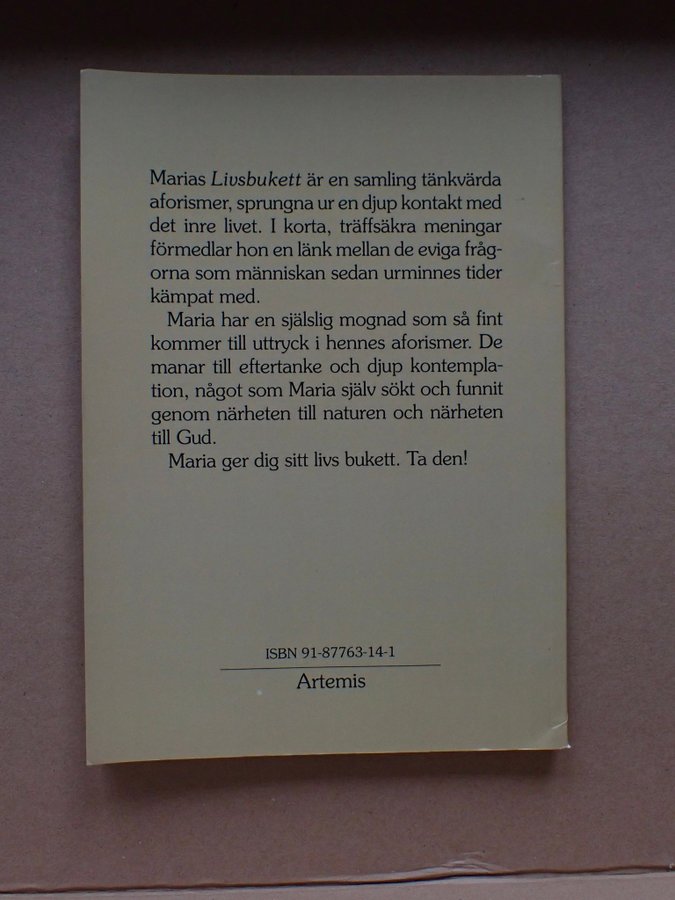 Marias Livsbukett är en samling tänkvärda
aforismer, sprungna ur en djup kontakt med
det inre livet. I korta, träffsäkra meningar
förmedlar hon en länk mellan de eviga fråg-
orna som människan sedan urminnes tider
kämpat med.
Maria har en själslig mognad som så fint
kommer till uttryck i hennes aforismer. De
manar till eftertanke och djup kontempla-
tion, något som Maria själv sökt och funnit
genom närheten till naturen och närheten
till Gud.
Maria ger dig sitt livs bukett. Ta den!
ISBN 91-87763-14-1
Artemis